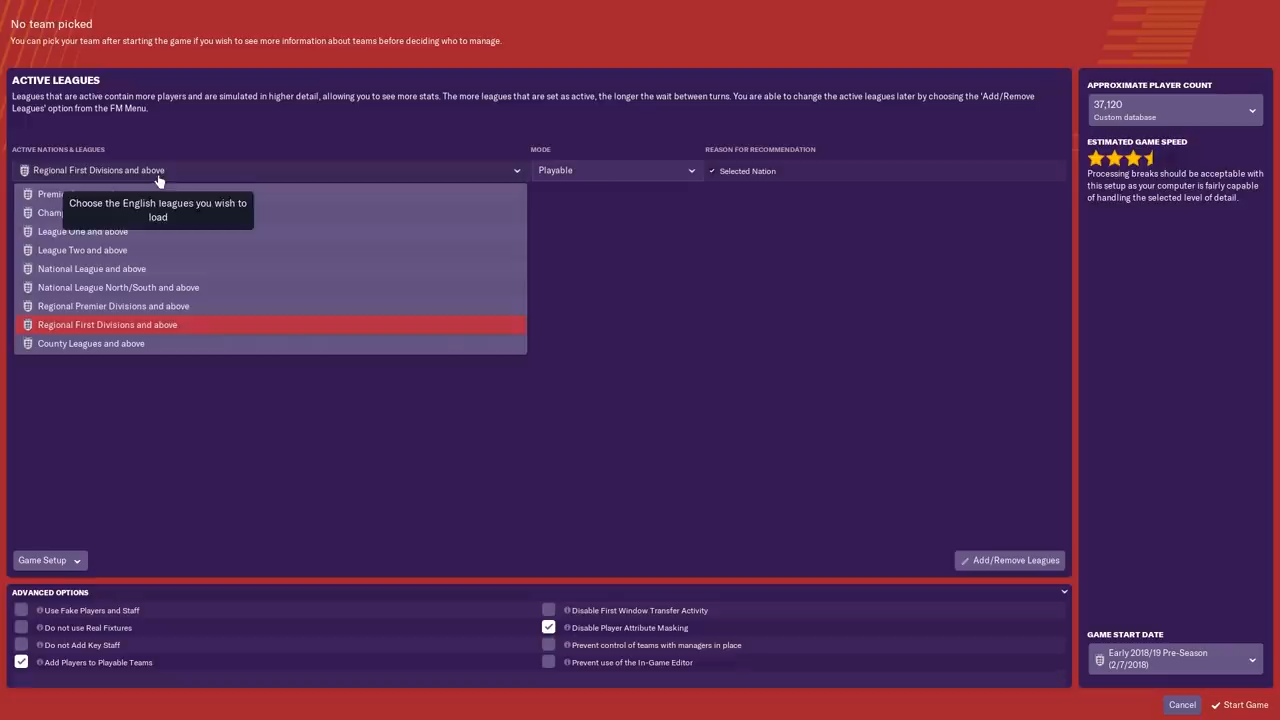 No team picked
You can pick your team after starting the game if you wish to see more information about teams before deciding who to manage.
ACTIVE LEAGUES
Leagues that are active contain more players and are simulated in higher detail, allowing you to see more stats. The more leagues that are set as active, the longer the wait between turns. You are able to change the active leagues later by choosing the 'Add/Remove
Leagues' option from the FM Menu.
ACTIVE NATIONS & LEAGUES
MODE
REASON FOR RECOMMENDATION
Regional First Divisions and above
Playable
Selected Nation
Choose the English leagues you wish to
load
League One and above
League Two and above
National League and above
National League North/South and above
Regional Premier Divisions and above
Regional First Divisions and above
County Leagues and above
Game Setup
Add/Remove Leagues
ADVANCED OPTIONS
Use Fake Players and Staff
Do not use Real Fixtures
Do not Add Key Staff
Add Players to Playable Teams
Disable First Window Transfer Activity
Disable Player Attribute Masking
Prevent control of teams with managers in place
Prevent use of the In-Game Editor
APPROXIMATE PLAYER COUNT
37,120
Custom database
ESTIMATED GAME SPEED
Processing breaks should be acceptable with
this setup as your computer is fairly capable
of handling the selected level of detail.
GAME START DATE
Early 2018/19 Pre-Season
(2/7/2018)
Cancel
Start Game